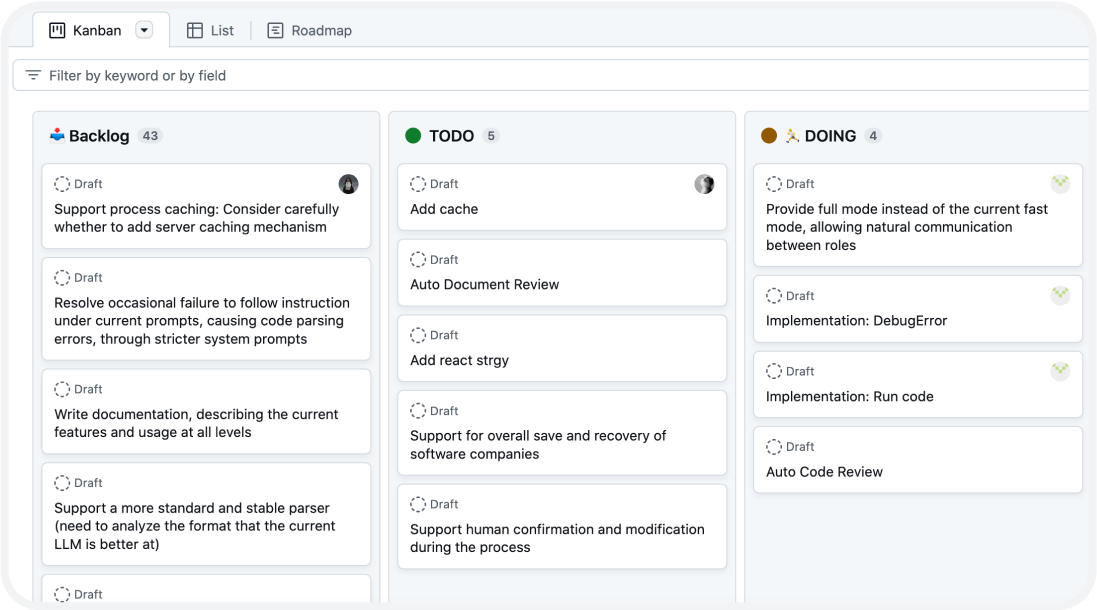 Kanban
List
Roadmap
Filter by keyword or by field
Backlog 43
Draft
Support process caching: Consider carefully
whether to add server caching mechanism
Draft
Resolve occasional failure to follow instruction
under current prompts, causing code parsing
errors, through stricter system prompts
Draft
Write documentation, describing the current
features and usage at all levels
Draft
Support a more standard and stable parser
(need to analyze the format that the current
LLM is better at)
Draft
TODO 5
Draft
Add cache
Draft
Auto Document Review
Draft
Add react strgy
Draft
Support for overall save and recovery of
software companies
Draft
Support human confirmation and modification
during the process
DOING 4
Draft
Provide full mode instead of the current fast
mode, allowing natural communication
between roles
Draft
Implementation: DebugError
Draft
Implementation: Run code
Draft
Auto Code Review